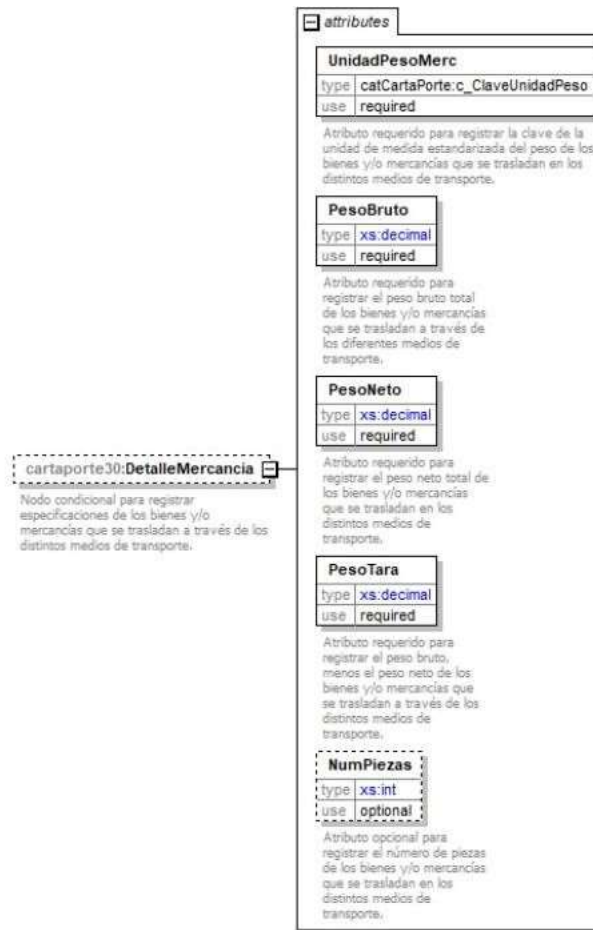 attributes
UnidadPesoMerc
type catCartaPorte:c_ClaveUnidadPeso
use required
Atributo requerido para registrar la clave de la
unidad de medida estandarizada del peso de los
bienes y/o mercancías que se trasladan en los
distintos medios de transporte.
PesoBruto
type xs:decimal
use required
Atributo requerido para
registrar el peso bruto total
de los bienes y/o mercancías
que se trasladan a través de
los diferentes medios de
transporte.
PesoNeto
type xs:decimal
use required
Atributo requerido para
registrar el peso neto total de
los bienes y/o mercancías
que se trasladan en los
distintos medios de
transporte.
cartaporte30:DetalleMercancia
Nodo condicional para registrar
especificaciones de los bienes y/o
mercancías que se trasladan a través de los
distintos medios de transporte.
PesoTara
type xs:decimal
use required
Atributo requerido para
registrar el peso bruto,
menos el peso neto de los
bienes y/o mercancías que
se trasladan a través de los
distintos medios de
transporte.
NumPiezas
type xs:int
use optional
Atributo opcional para
registrar el número de piezas
de los bienes y/o mercancías
que se trasladan en los
distintos medios de
transporte.